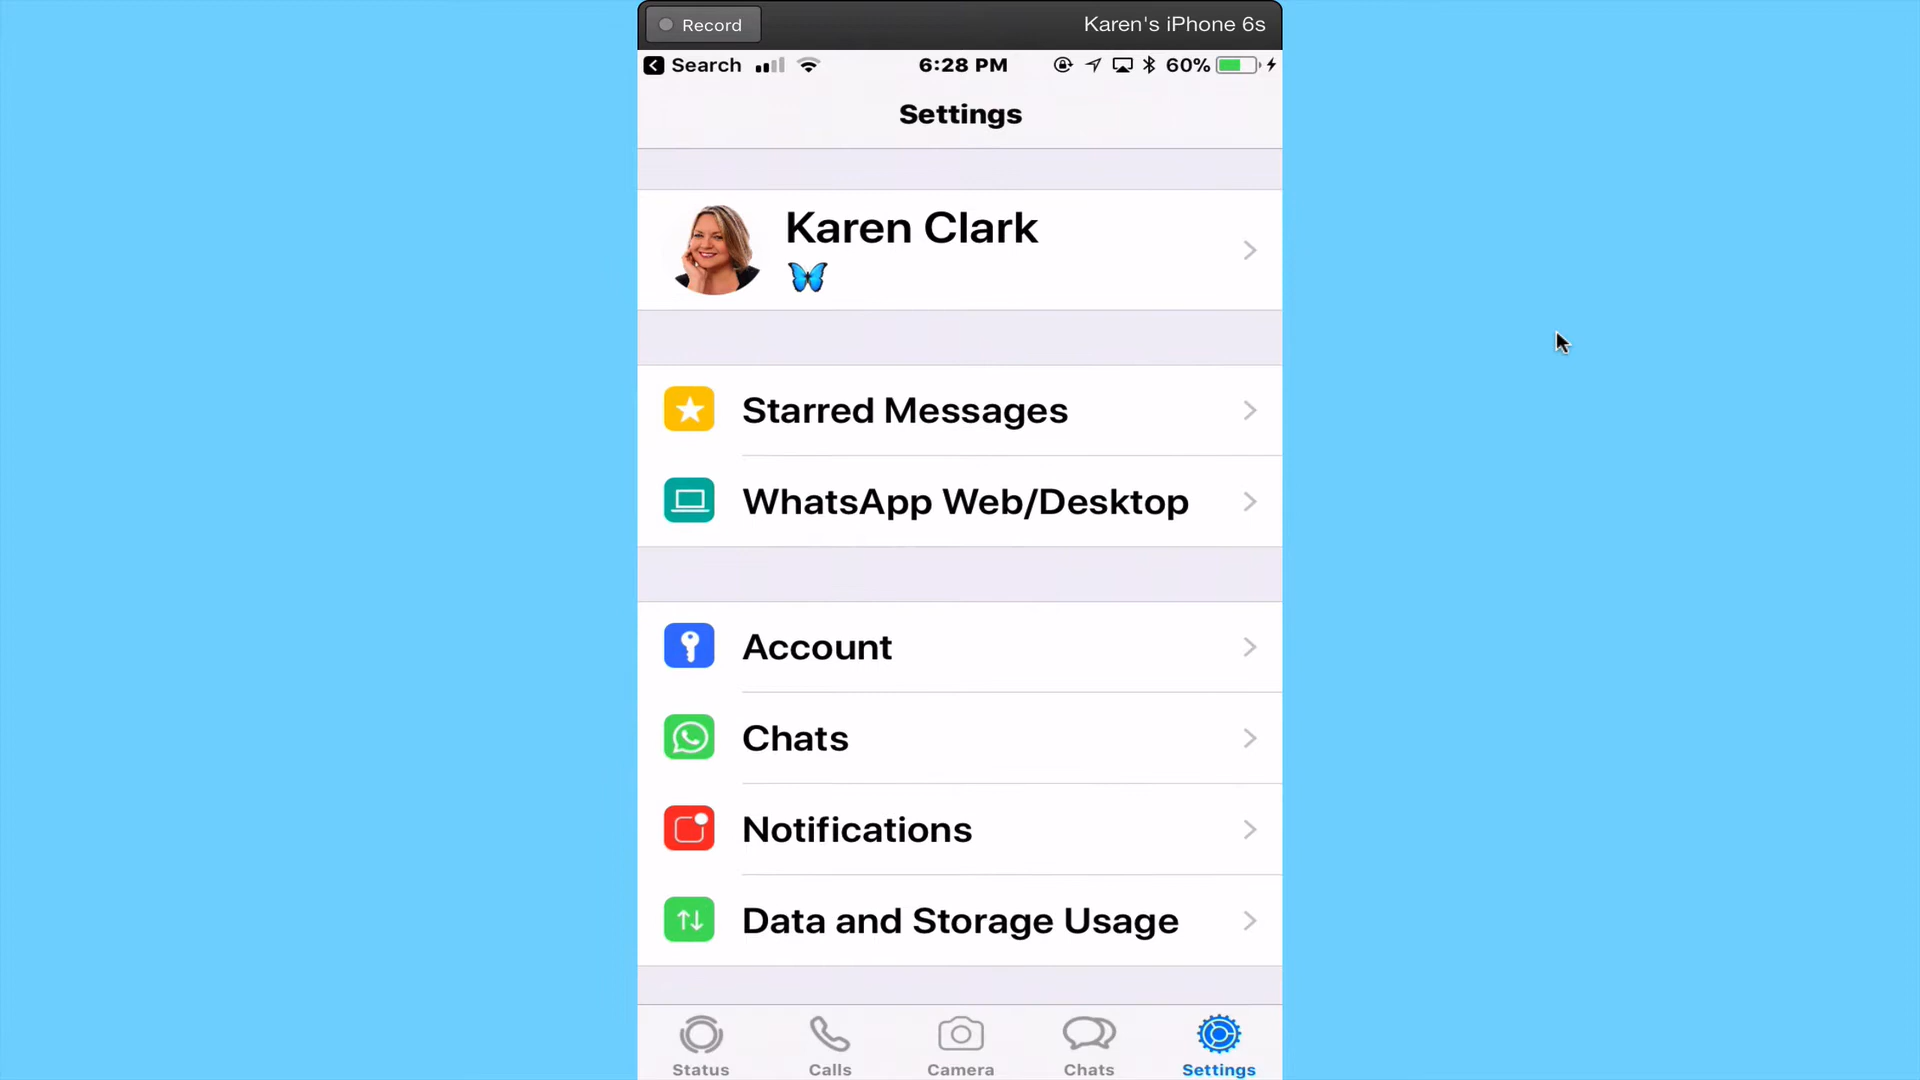 Record
Karen's iPhone 6s
Search
6:28 PM
60%
Settings
Karen Clark
🦋
Starred Messages
WhatsApp Web/Desktop
Account
Chats
Notifications
Data and Storage Usage
Status
Calls
Camera
Chats
Settings